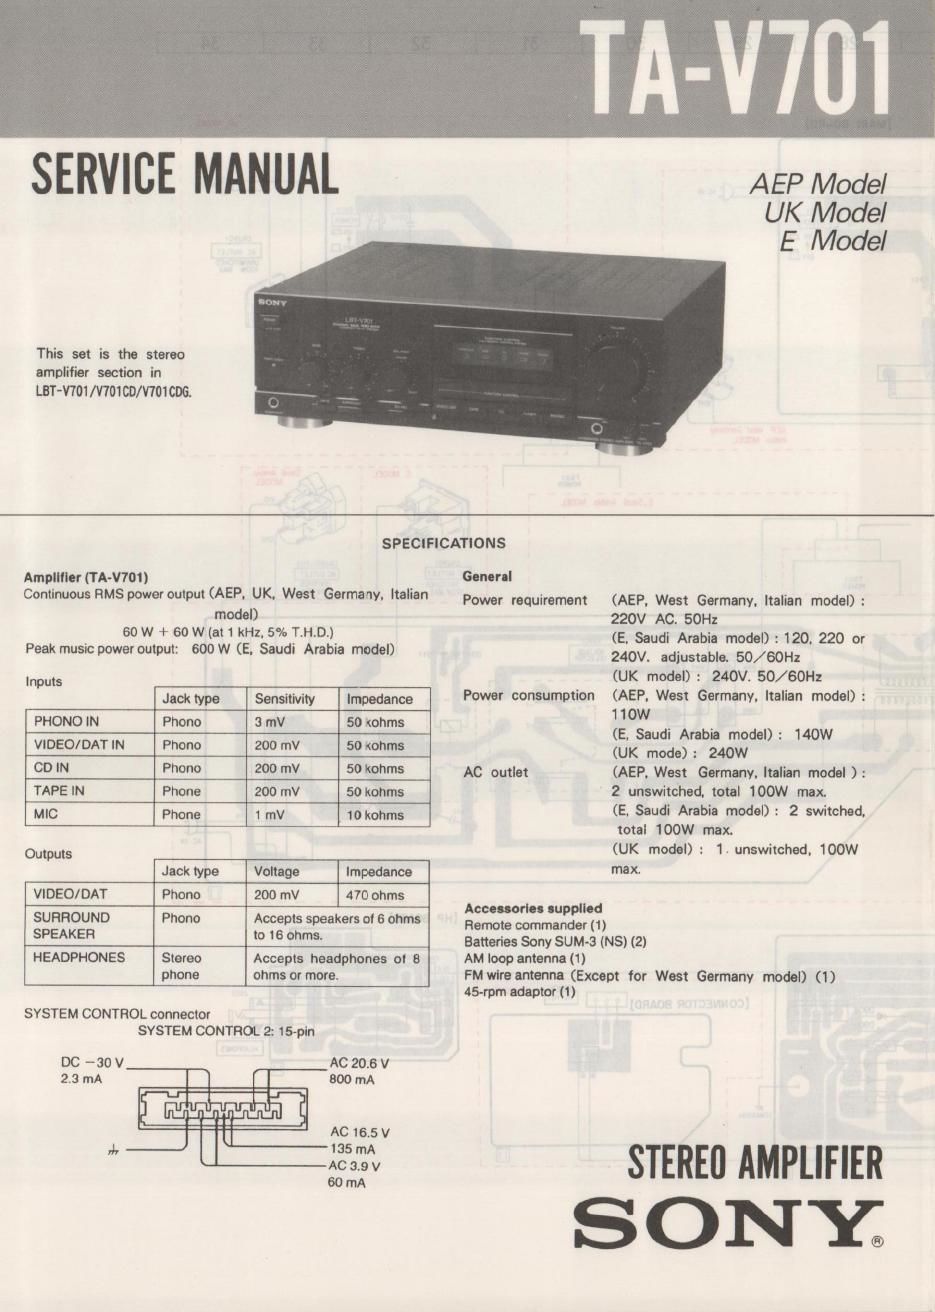 TA-V701
SERVICE MANUAL
AEP Model
UK Model
E Model
This set is the stereo
amplifier section in
LBT-V701/V701CD/V701CDG.
SONY
LBT-V701
SPECIFICATIONS
Amplifier (TA-V701)
Continuous RMS power output (AEP, UK, West Germany, Italian
model)
60 W + 60 W (at 1 kHz, 5% T.H.D.)
Peak music power output: 600 W (E, Saudi Arabia model)
Inputs
Jack type Sensitivity Impedance
PHONO IN Phono 3 mV 50 kohms
VIDEO/DAT IN Phono 200 mV 50 kohms
CD IN Phono 200 mV 50 kohms
TAPE IN Phone 200 mV 50 kohms
MIC Phone 1 mV 10 kohms
Outputs
Jack type Voltage Impedance
VIDEO/DAT Phono 200 mV 470 ohms
SURROUND SPEAKER Phono Accepts speakers of 6 ohms
to 16 ohms.
HEADPHONES Stereo phone Accepts headphones of 8
ohms or more.
SYSTEM CONTROL connector
SYSTEM CONTROL 2: 15-pin
DC −30 V
2.3 mA
AC 20.6 V
800 mA
AC 16.5 V
135 mA
AC 3.9 V
60 mA
General
Power requirement (AEP, West Germany, Italian model) :
220V AC. 50Hz
(E, Saudi Arabia model) : 120, 220 or
240V. adjustable. 50/60Hz
(UK model) : 240V. 50/60Hz
Power consumption (AEP, West Germany, Italian model) :
110W
(E, Saudi Arabia model) : 140W
(UK mode) : 240W
AC outlet (AEP, West Germany, Italian model ) :
2 unswitched, total 100W max.
(E, Saudi Arabia model) : 2 switched,
total 100W max.
(UK model) : 1. unswitched, 100W
max.
Accessories supplied
Remote commander (1)
Batteries Sony SUM-3 (NS) (2)
AM loop antenna (1)
FM wire antenna (Except for West Germany model) (1)
45-rpm adaptor (1)
STEREO AMPLIFIER
SONY®